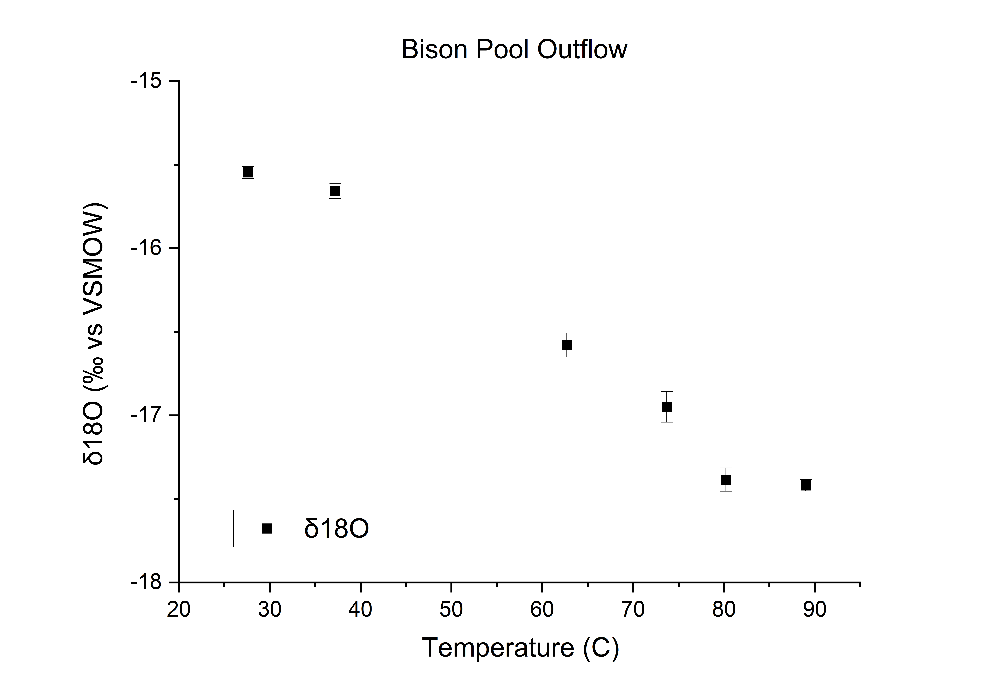 Bison Pool Outflow
-15
-16
-17
-18
δ18O (‰ vs VSMOW)
δ18O
20 30 40 50 60 70 80 90
Temperature (C)